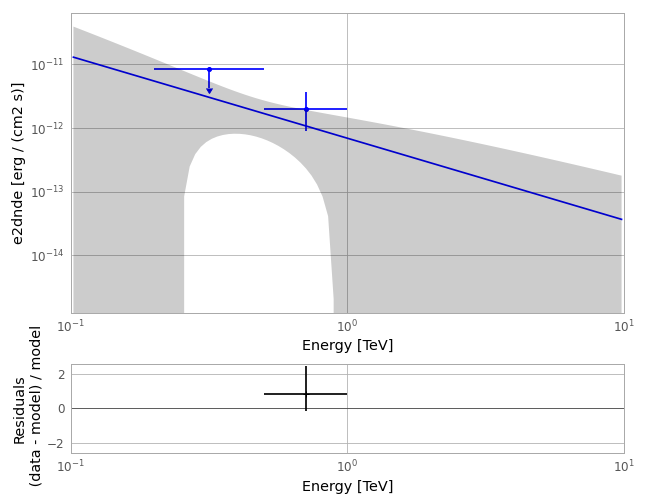 e2dnde [erg / (cm2 s)]
10⁻¹¹
10⁻¹²
10⁻¹³
10⁻¹⁴
10⁻¹ 10⁰ 10¹
Energy [TeV]
Residuals
(data - model) / model
2
0
−2
10⁻¹ 10⁰ 10¹
Energy [TeV]